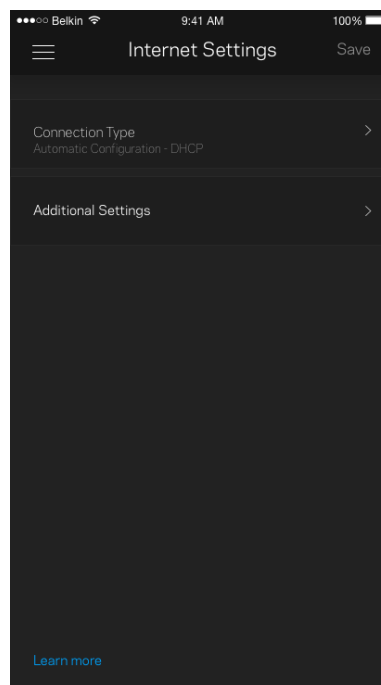 Belkin 9:41 AM 100%
Internet Settings Save
Connection Type
Automatic Configuration - DHCP
Additional Settings
Learn more